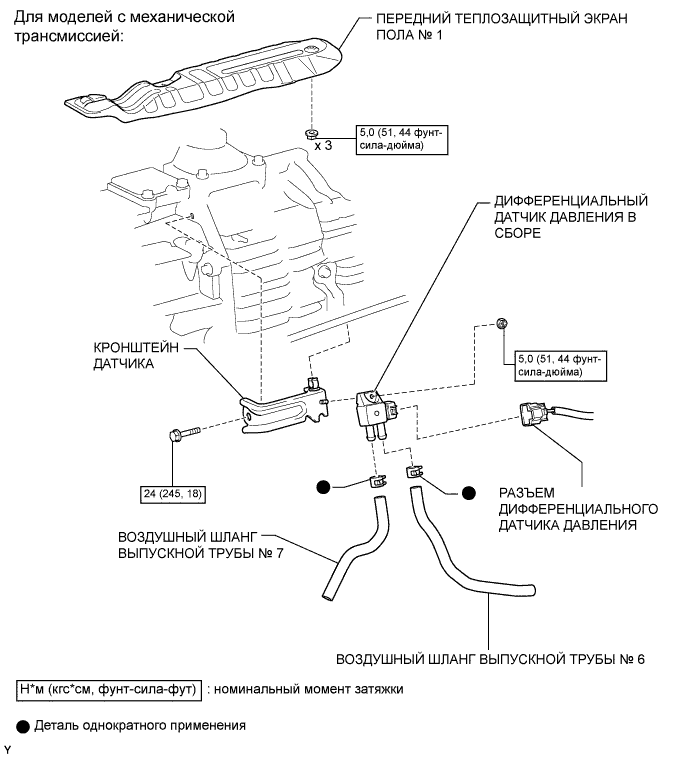 Для моделей с механической
трансмиссией:
ПЕРЕДНИЙ ТЕПЛОЗАЩИТНЫЙ ЭКРАН
ПОЛА № 1
5,0 (51, 44 фунт-
сила-дюйма)
x 3
ДИФФЕРЕНЦИАЛЬНЫЙ
ДАТЧИК ДАВЛЕНИЯ В
СБОРЕ
КРОНШТЕЙН
ДАТЧИКА
5,0 (51, 44 фунт-
сила-дюйма)
24 (245, 18)
РАЗЪЕМ
ДИФФЕРЕНЦИАЛЬНОГО
ДАТЧИКА ДАВЛЕНИЯ
ВОЗДУШНЫЙ ШЛАНГ
ВЫПУСКНОЙ ТРУБЫ № 7
ВОЗДУШНЫЙ ШЛАНГ ВЫПУСКНОЙ ТРУБЫ № 6
Н*м (кгс*см, фунт-сила-фут) : номинальный момент затяжки
Деталь однократного применения
Y